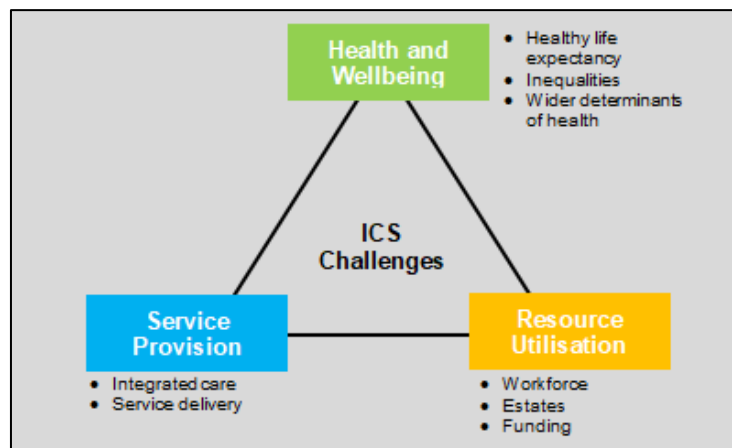 Health and
Wellbeing
• Healthy life
expectancy
• Inequalities
• Wider determinants
of health
ICS
Challenges
Service
Provision
• Integrated care
• Service delivery
Resource
Utilisation
• Workforce
• Estates
• Funding